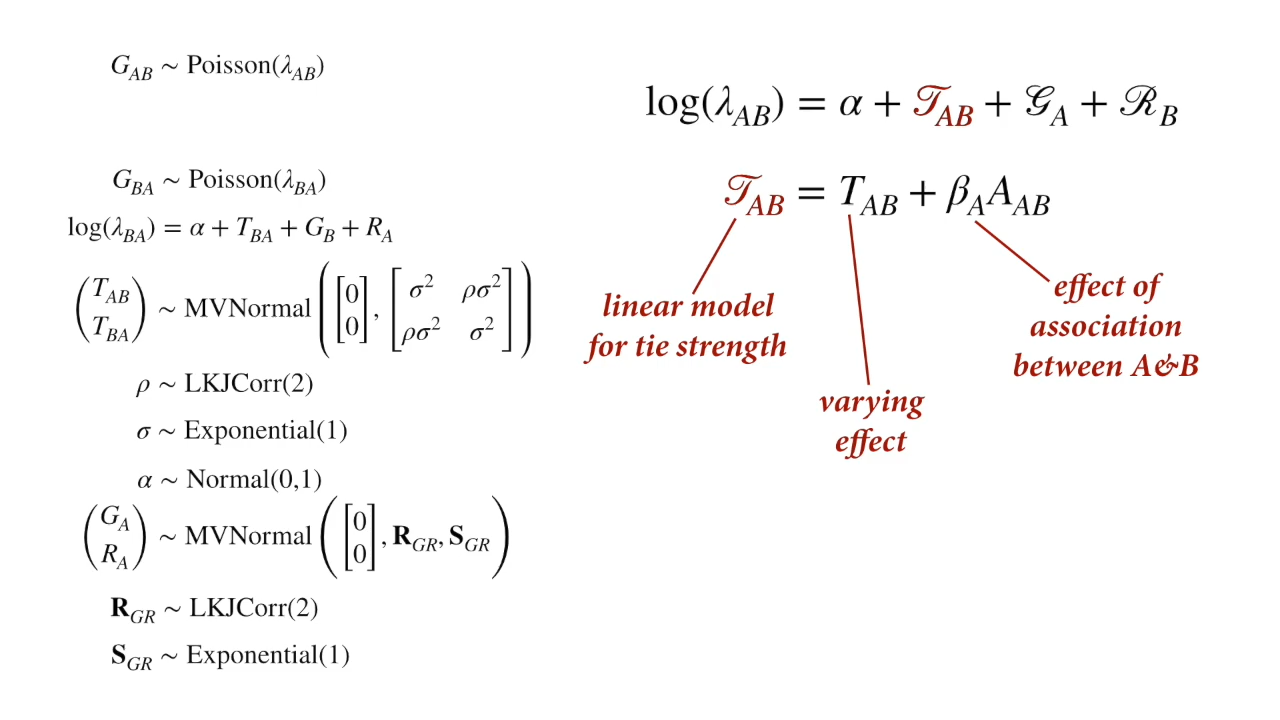 G_{AB} ∼ Poisson(λ_{AB})
G_{BA} ∼ Poisson(λ_{BA})
log(λ_{BA}) = α + T_{BA} + G_B + R_A
(T_{AB} T_{BA}) ∼ MVNormal([0 0], [σ² ρσ² ρσ² σ²])
ρ ∼ LKJCorr(2)
σ ∼ Exponential(1)
α ∼ Normal(0,1)
(G_A R_A) ∼ MVNormal([0 0], R_{GR}, S_{GR})
R_{GR} ∼ LKJCorr(2)
S_{GR} ∼ Exponential(1)
log(λ_{AB}) = α + 𝒯_{AB} + 𝒢_A + ℛ_B
𝒯_{AB} = T_{AB} + β_A A_{AB}
linear model
for tie strength
varying
effect
effect of
association
between A&B